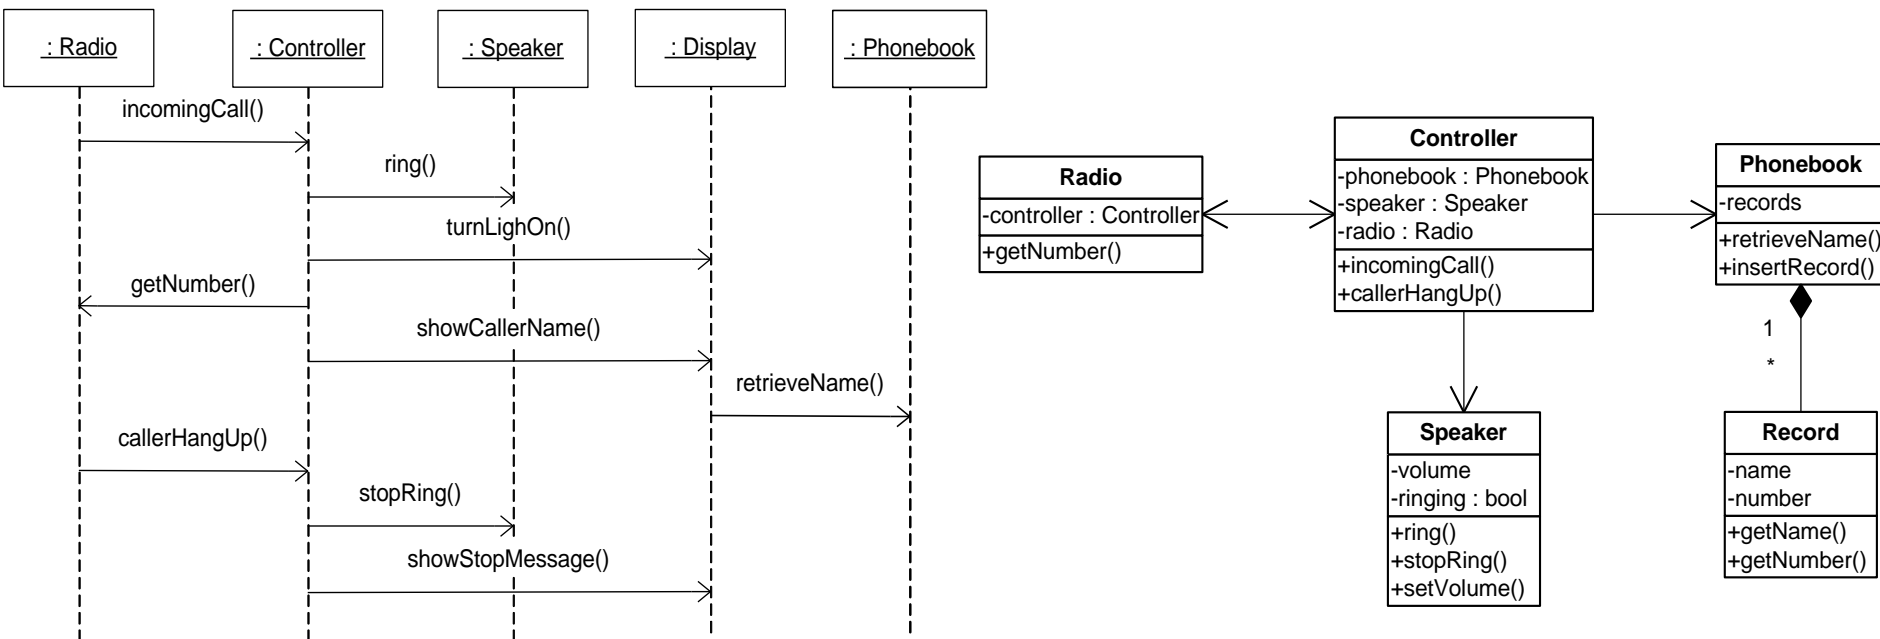 : Radio
: Controller
: Speaker
: Display
: Phonebook
incomingCall()
ring()
turnLighOn()
getNumber()
showCallerName()
retrieveName()
callerHangUp()
stopRing()
showStopMessage()
Radio
-controller : Controller
+getNumber()
Controller
-phonebook : Phonebook
-speaker : Speaker
-radio : Radio
+incomingCall()
+callerHangUp()
Phonebook
-records
+retrieveName()
+insertRecord()
1
*
Speaker
-volume
-ringing : bool
+ring()
+stopRing()
+setVolume()
Record
-name
-number
+getName()
+getNumber()